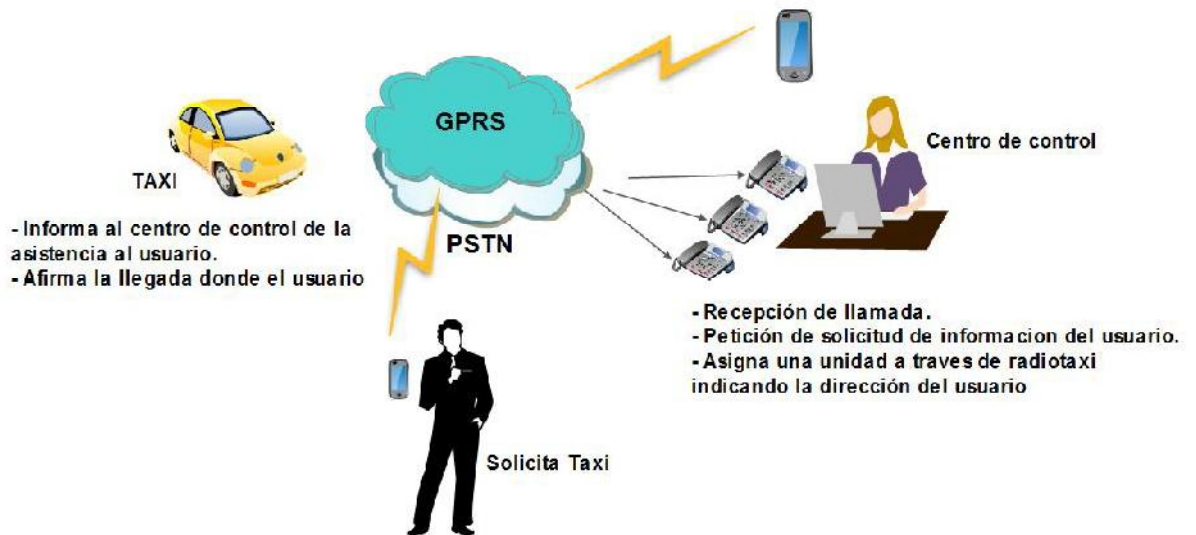 GPRS
PSTN
TAXI
- Informa al centro de control de la
asistencia al usuario.
- Afirma la llegada donde el usuario
Centro de control
- Recepción de llamada.
- Petición de solicitud de informacion del usuario.
- Asigna una unidad a traves de radiotaxi
indicando la dirección del usuario
Solicita Taxi